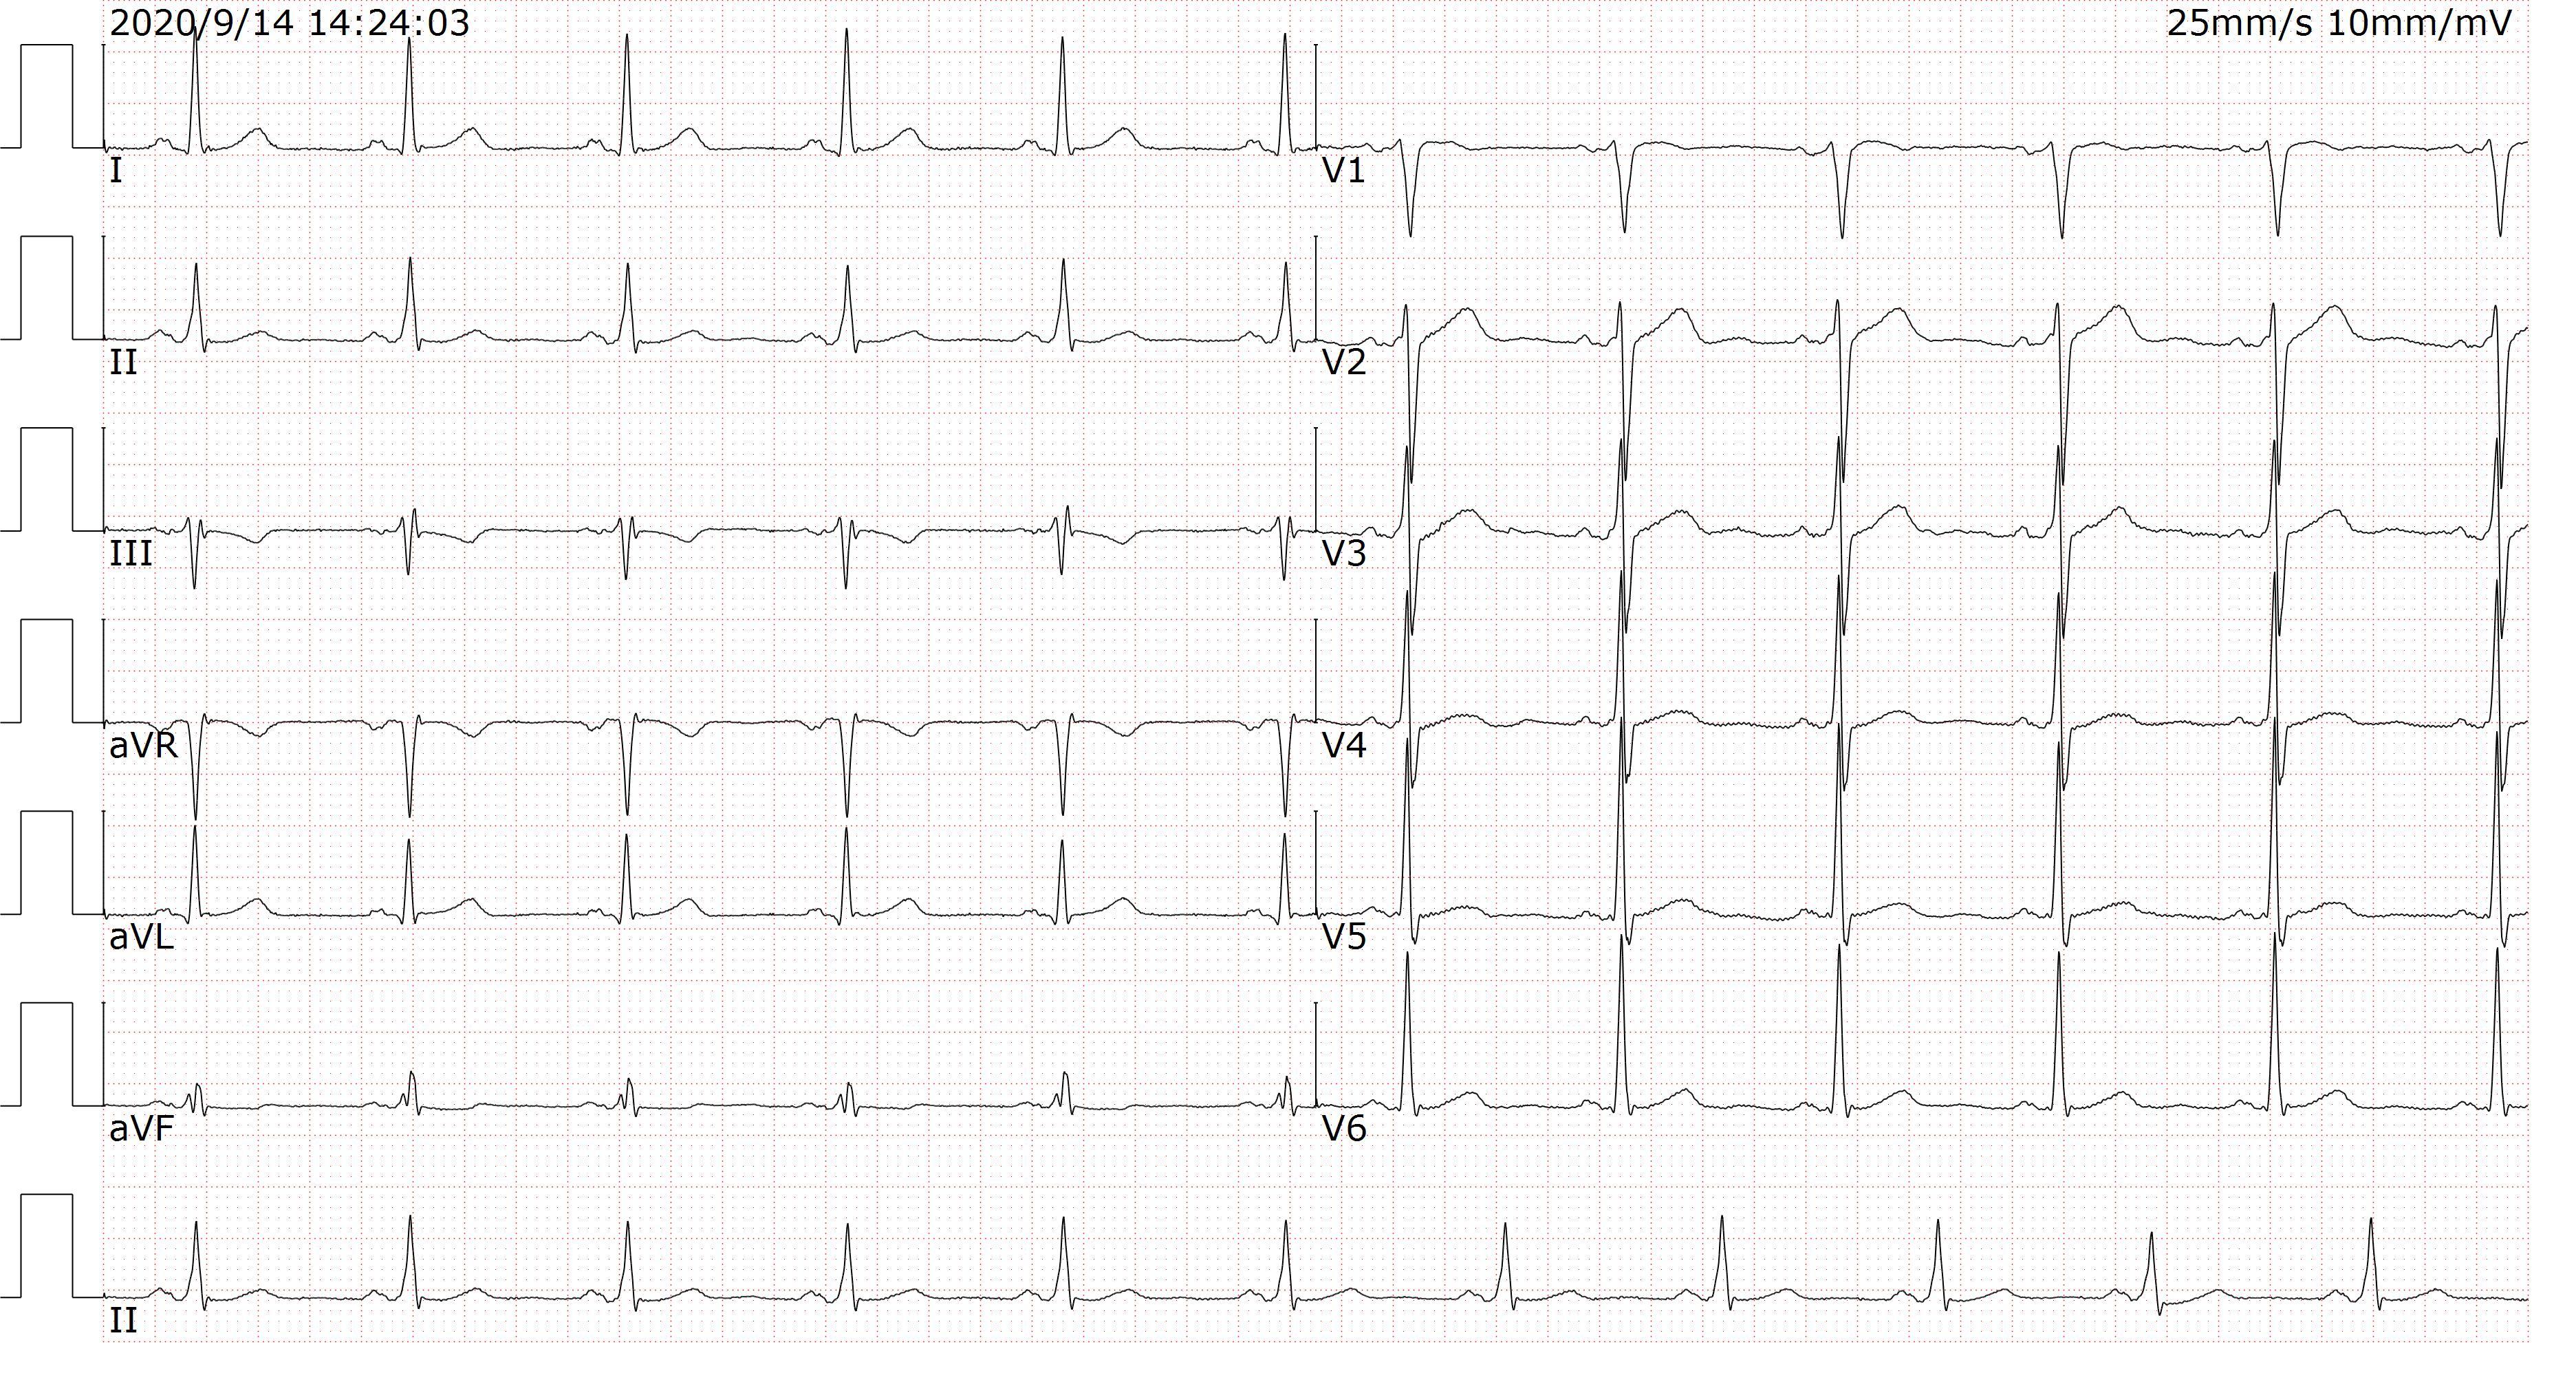 2020/9/14 14:24:03
25mm/s 10mm/mV
I
V1
II
V2
III
V3
aVR
V4
aVL
V5
aVF
V6
II